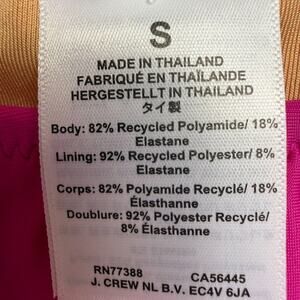 S
MADE IN THAILAND
FABRIQUÉ EN THAÏLANDE
HERGESTELLT IN THAILAND
タイ製
Body: 82% Recycled Polyamide/ 18%
Elastane
Lining: 92% Recycled Polyester/ 8%
Elastane
Corps: 82% Polyamide Recyclé/ 18%
Élasthanne
Doublure: 92% Polyester Recyclé/
8% Élasthanne
RN77388 CA56445
J. CREW NL B.V. EC4V 6JA